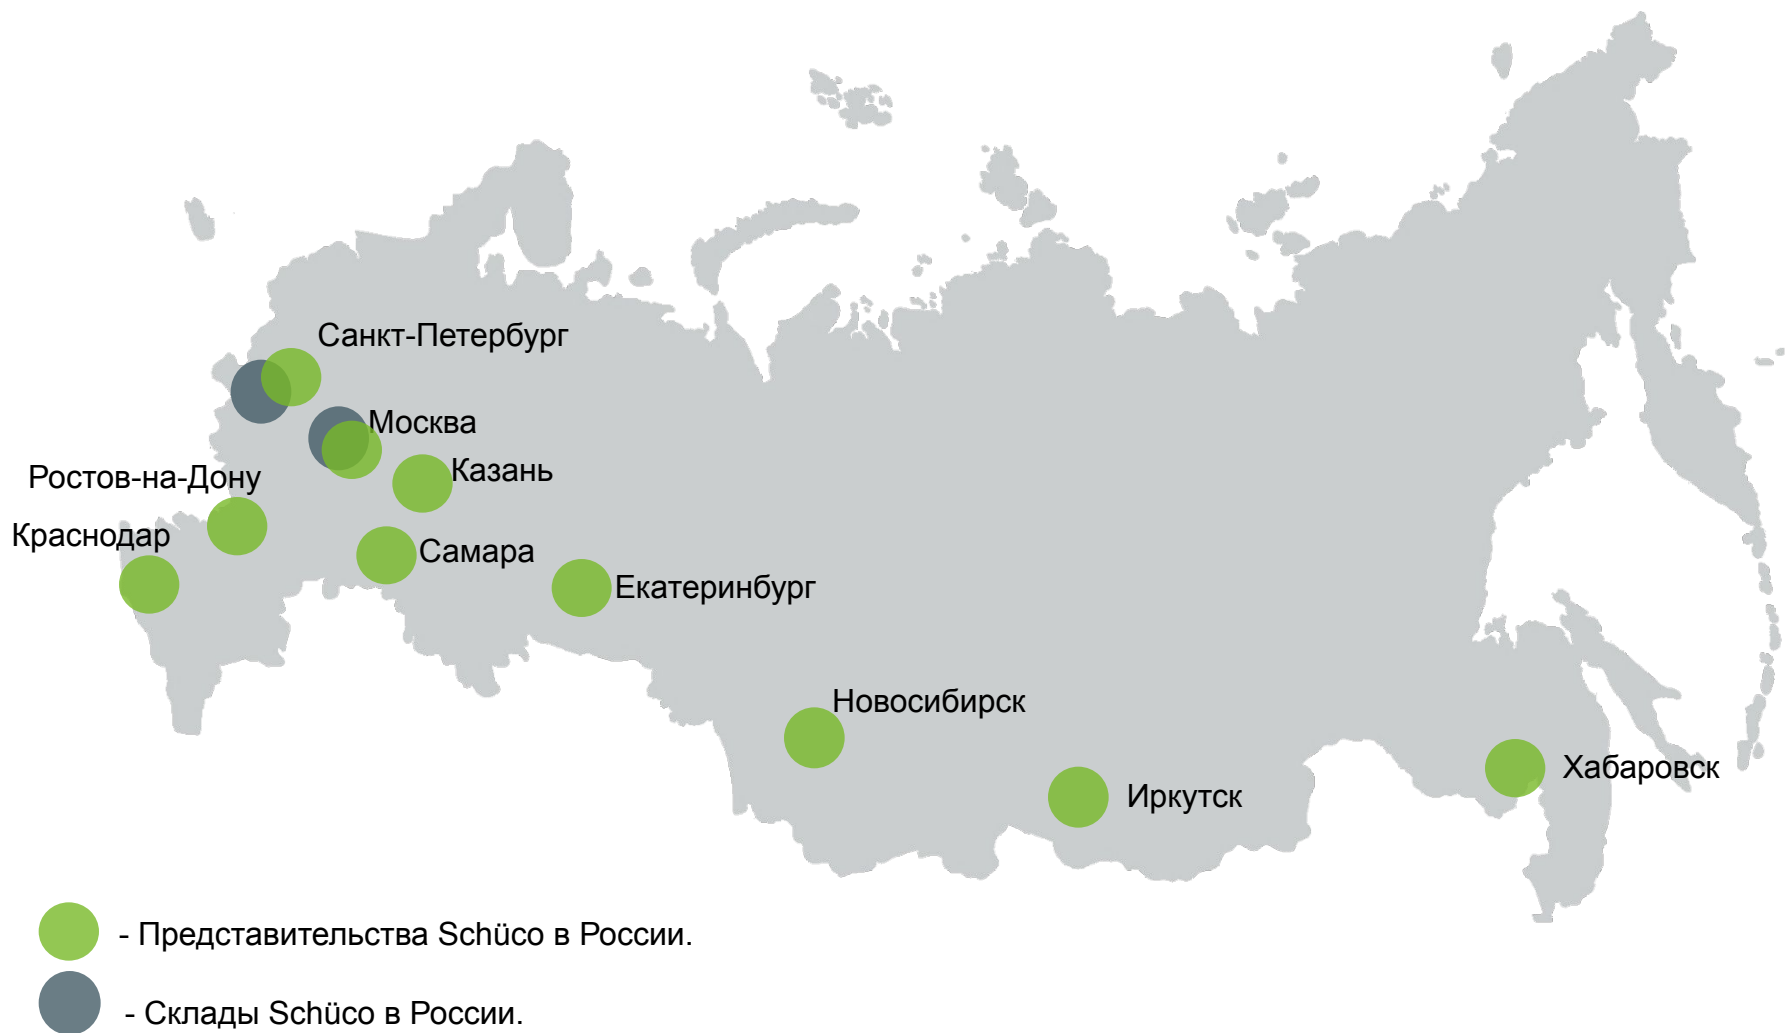 Санкт-Петербург
Москва
Казань
Ростов-на-Дону
Краснодар
Самара
Екатеринбург
Новосибирск
Хабаровск
Иркутск
- Представительства Schüco в России.
- Склады Schüco в России.